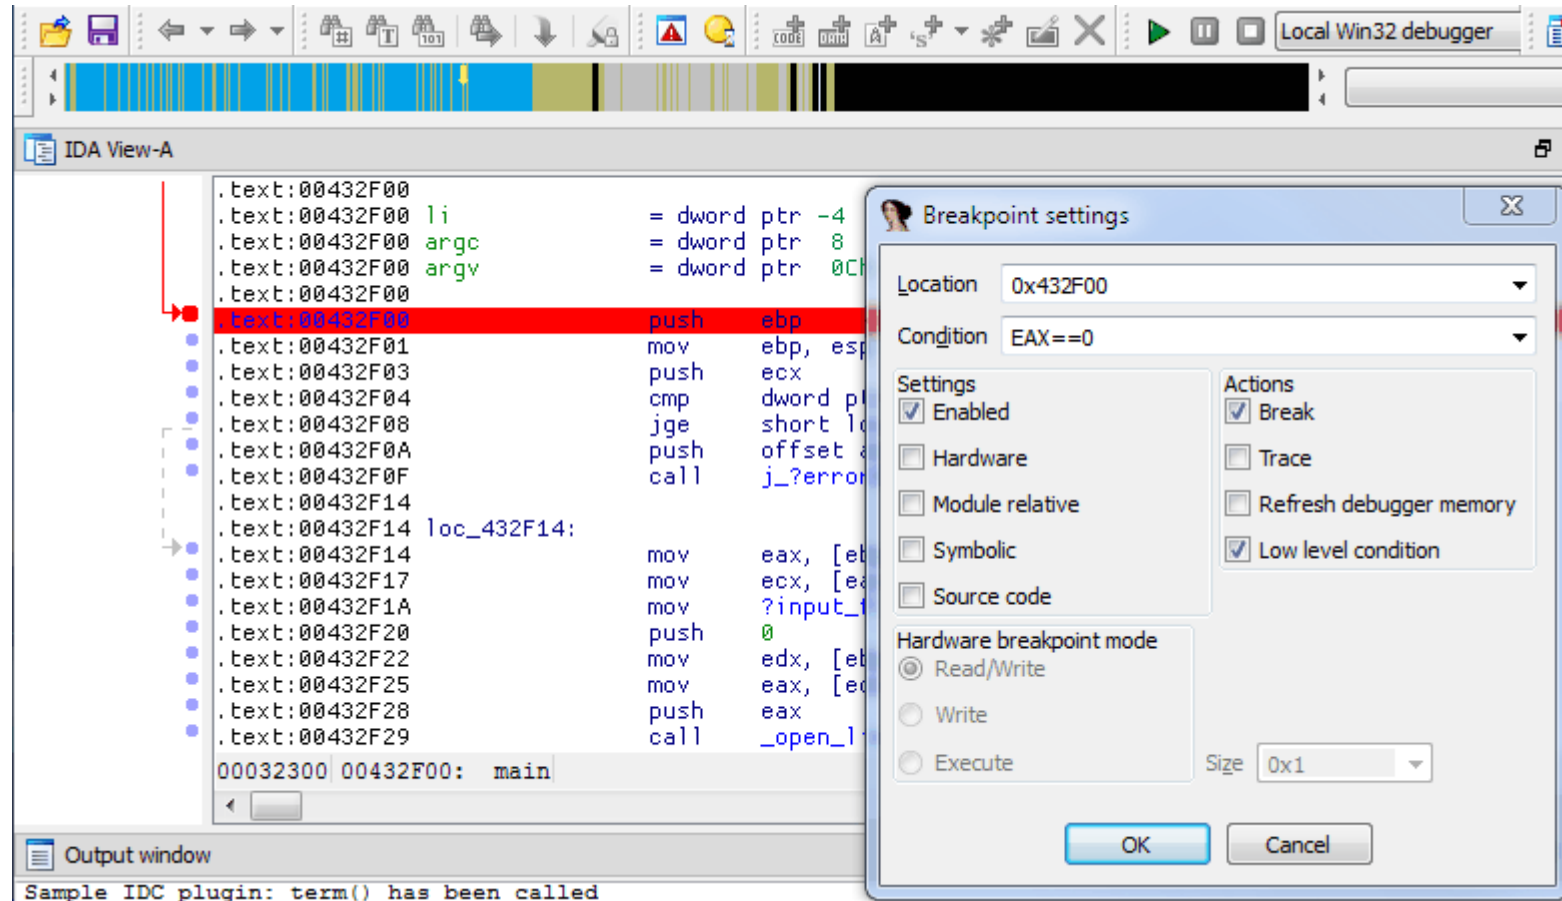 Local Win32 debugger
IDA View-A
.text:00432F00
.text:00432F00 li = dword ptr -4
.text:00432F00 argc = dword ptr 8
.text:00432F00 argv = dword ptr 0Ch
.text:00432F00
.text:00432F00 push ebp
.text:00432F01 mov ebp, esp
.text:00432F03 push ecx
.text:00432F04 cmp dword
.text:00432F08 jge short
.text:00432F0A push offset
.text:00432F0F call j_?error
.text:00432F14
.text:00432F14 loc_432F14:
.text:00432F14 mov eax,
.text:00432F17 mov ecx,
.text:00432F1A mov
.text:00432F20 push 0
.text:00432F22 mov edx,
.text:00432F25 mov eax,
.text:00432F28 push eax
.text:00432F29 call
00032300 00432F00: main
Output window
Sample IDC plugin: term() has been called
Breakpoint settings
Location 0x432F00
Condition EAX==0
Settings
Enabled
Hardware
Module relative
Symbolic
Source code
Actions
Break
Trace
Refresh debugger memory
Low level condition
Hardware breakpoint mode
Read/Write
Write
Execute
Size 0x1
OK
Cancel